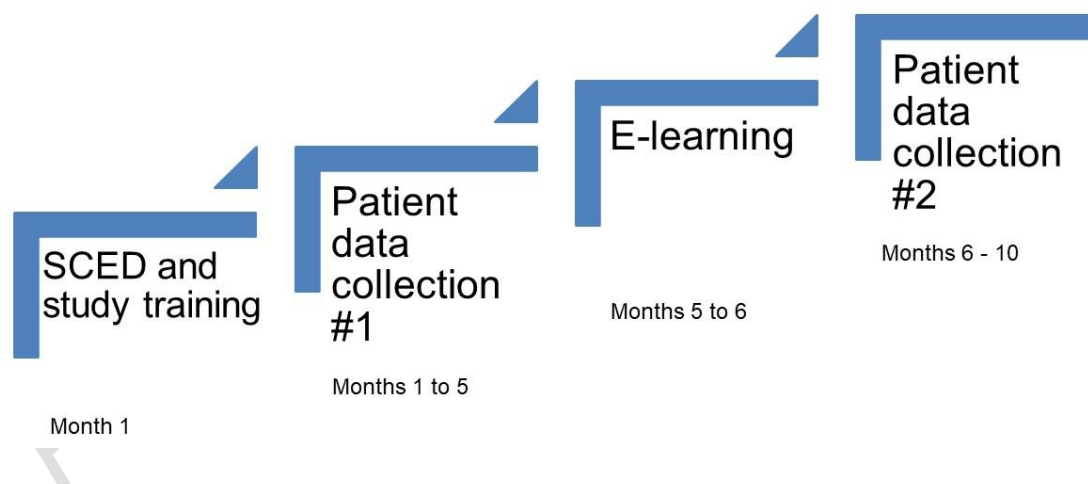 SCED and
study training
Month 1
Patient
data
collection
#1
Months 1 to 5
E-learning
Months 5 to 6
Patient
data
collection
#2
Months 6 - 10